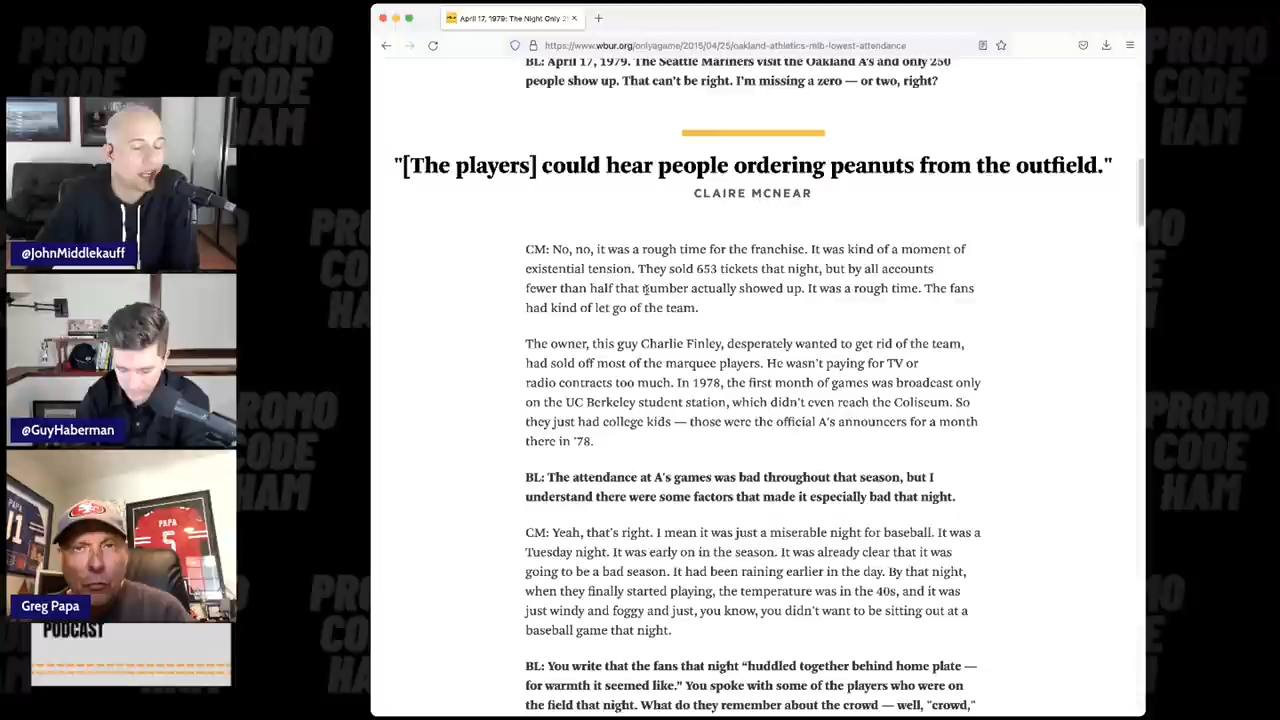 April 17, 1979: The Night Only 2
https://www.wbur.org/onlyagame/2015/04/25/oakland-athletics-mlb-lowest-attendance
BL: April 17, 1979. The Seattle Mariners visit the Oakland A's and only 250
people show up. That can't be right. I'm missing a zero — or two, right?
"[The players] could hear people ordering peanuts from the outfield."
CLAIRE MCNEAR
CM: No, no, it was a rough time for the franchise. It was kind of a moment of
existential tension. They sold 653 tickets that night, but by all accounts
fewer than half that number actually showed up. It was a rough time. The fans
had kind of let go of the team.
The owner, this guy Charlie Finley, desperately wanted to get rid of the team,
had sold off most of the marquee players. He wasn't paying for TV or
radio contracts too much. In 1978, the first month of games was broadcast only
on the UC Berkeley student station, which didn't even reach the Coliseum. So
they just had college kids — those were the official A's announcers for a month
there in '78.
BL: The attendance at A's games was bad throughout that season, but I
understand there were some factors that made it especially bad that night.
CM: Yeah, that's right. I mean it was just a miserable night for baseball. It was a
Tuesday night. It was early on in the season. It was already clear that it was
going to be a bad season. It had been raining earlier in the day. By that night,
when they finally started playing, the temperature was in the 40s, and it was
just windy and foggy and just, you know, you didn't want to be sitting out at a
baseball game that night.
BL: You write that the fans that night “huddled together behind home plate —
for warmth it seemed like.” You spoke with some of the players who were on
the field that night. What do they remember about the crowd — well, "crowd,"
@JohnMiddlekauff
@GuyHaberman
PAPA
PAPA
5
Greg Papa
PODCAST
PROMO
CODE
HAM
PROMO
CODE
HAM